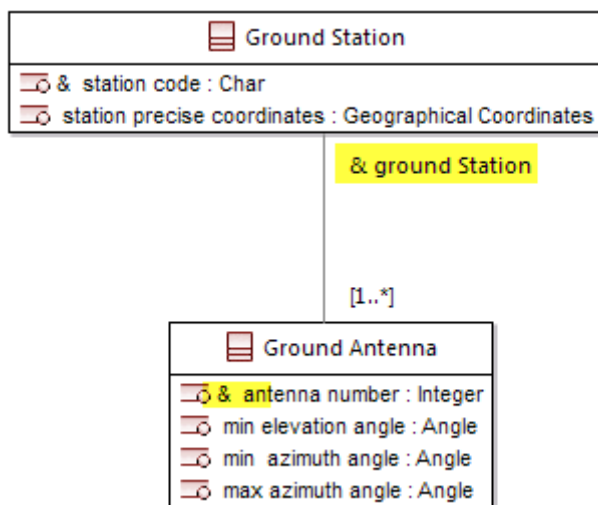 Ground Station
& station code : Char
station precise coordinates : Geographical Coordinates
& ground Station
[1..*]
Ground Antenna
& antenna number : Integer
min elevation angle : Angle
min azimuth angle : Angle
max azimuth angle : Angle